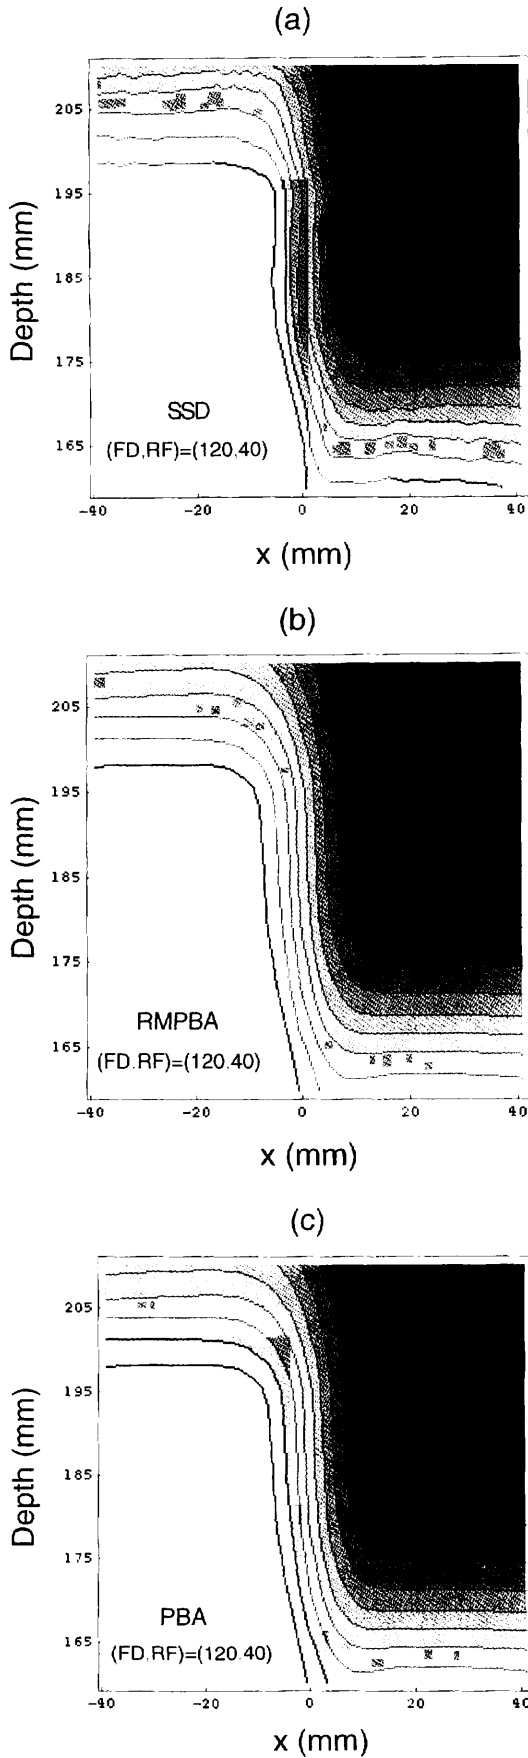 (a)
205
195
185
175
165
Depth (mm)
SSD
(FD,RF)=(120,40)
-40
-20
0
20
40
x (mm)
(b)
205
195
185
175
165
Depth (mm)
RMPBA
(FD.RF)=(120.40)
-40
-20
0
20
40
x (mm)
(c)
205
195
185
175
165
Depth (mm)
PBA
(FD.RF)=(120.40)
-40
-20
0
20
40
x (mm)